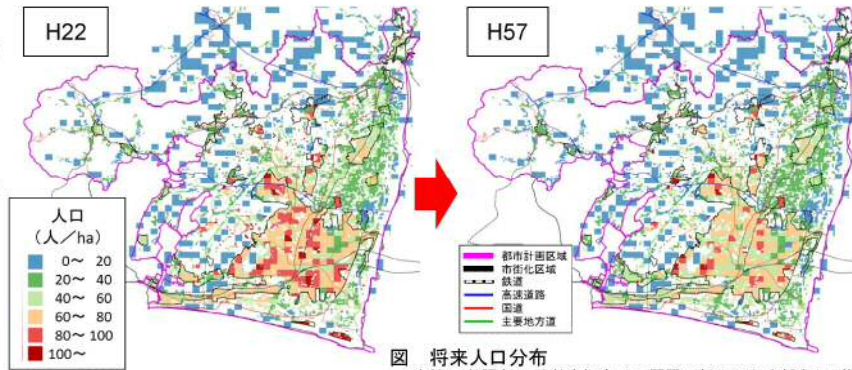 H22
H57
人口
(人/ha)
0~ 20
20~ 40
40~ 60
60~ 80
80~ 100
100~
都市計画区域
市街化区域
鉄道
高速道路
国道
主要地方道
図 将来人口分布